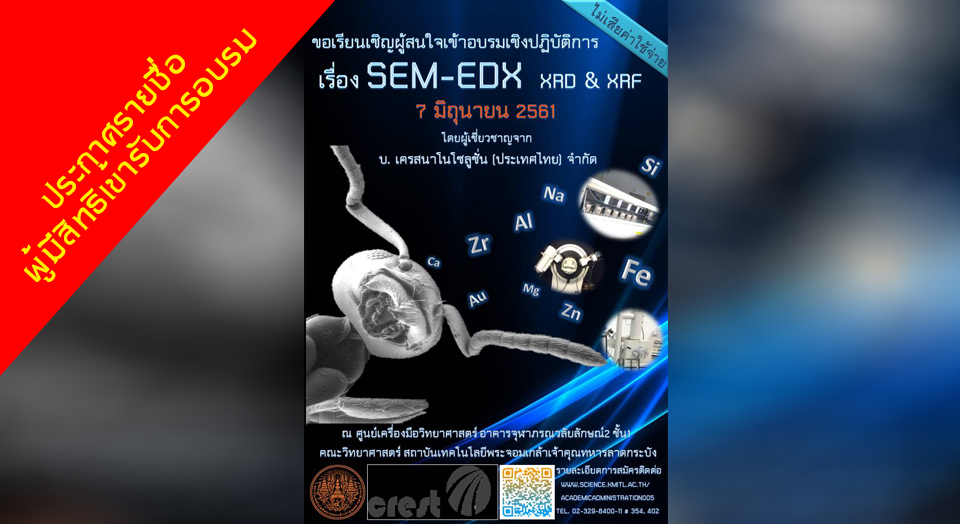 ประกาศรายชื่อ
ผู้มีสิทธิ์เข้ารับการอบรม
ไม่เสียค่าใช้จ่าย
ขอเรียนเชิญผู้สนใจเข้าอบรมเชิงปฏิบัติการ
เรื่อง SEM-EDX XRD & XRF
7 มิถุนายน 2561
โดยผู้เชี่ยวชาญจาก
บ. เครสนาโนโซลูชั่น (ประเทศไทย) จำกัด
Si
Na
Al
Zr
Ca
Fe
Mg
Au
Zn
ณ ศูนย์เครื่องมือวิทยาศาสตร์ อาคารจุฬาภรณวลัยลักษณ์2 ชั้น1
คณะวิทยาศาสตร์ สถาบันเทคโนโลยีพระจอมเกล้าเจ้าคุณทหารลาดกระบัง
crest
รายละเอียดการสมัครติดต่อ
WWW.SCIENCE.KMITL.AC.TH/
ACADEMICADMINISTRATION005
TEL. 02-329-8400-11 # 354, 402